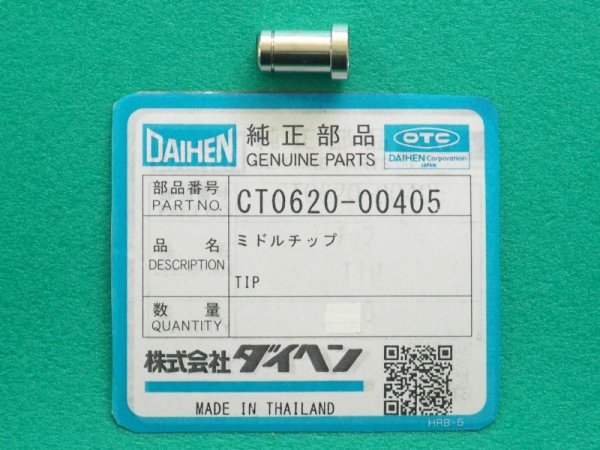 DAIHEN
純正部品
GENUINE PARTS
OTC
DAIHEN Corporation
JAPAN
部品番号
PART NO.
CT0620-00405
品名
DESCRIPTION
ミドルチップ
TIP
数量
QUANTITY
株式会社ダイヘン
MADE IN THAILAND
HRB-5